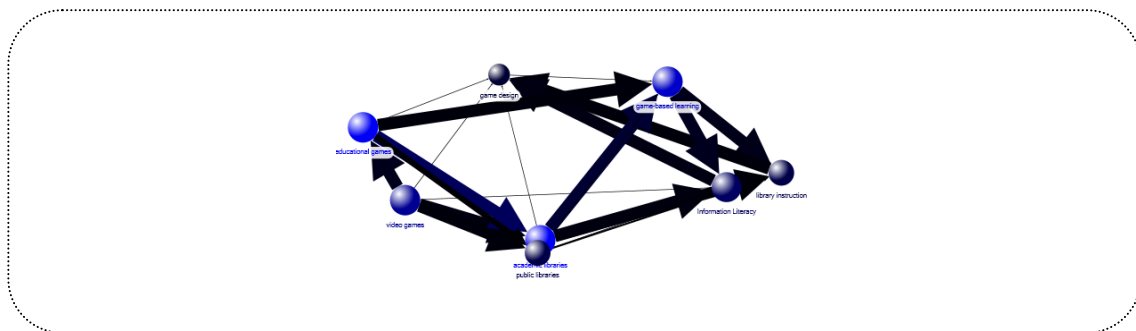 game design
game-based learning
educational games
library instruction
Information Literacy
video games
academic libraries
public libraries